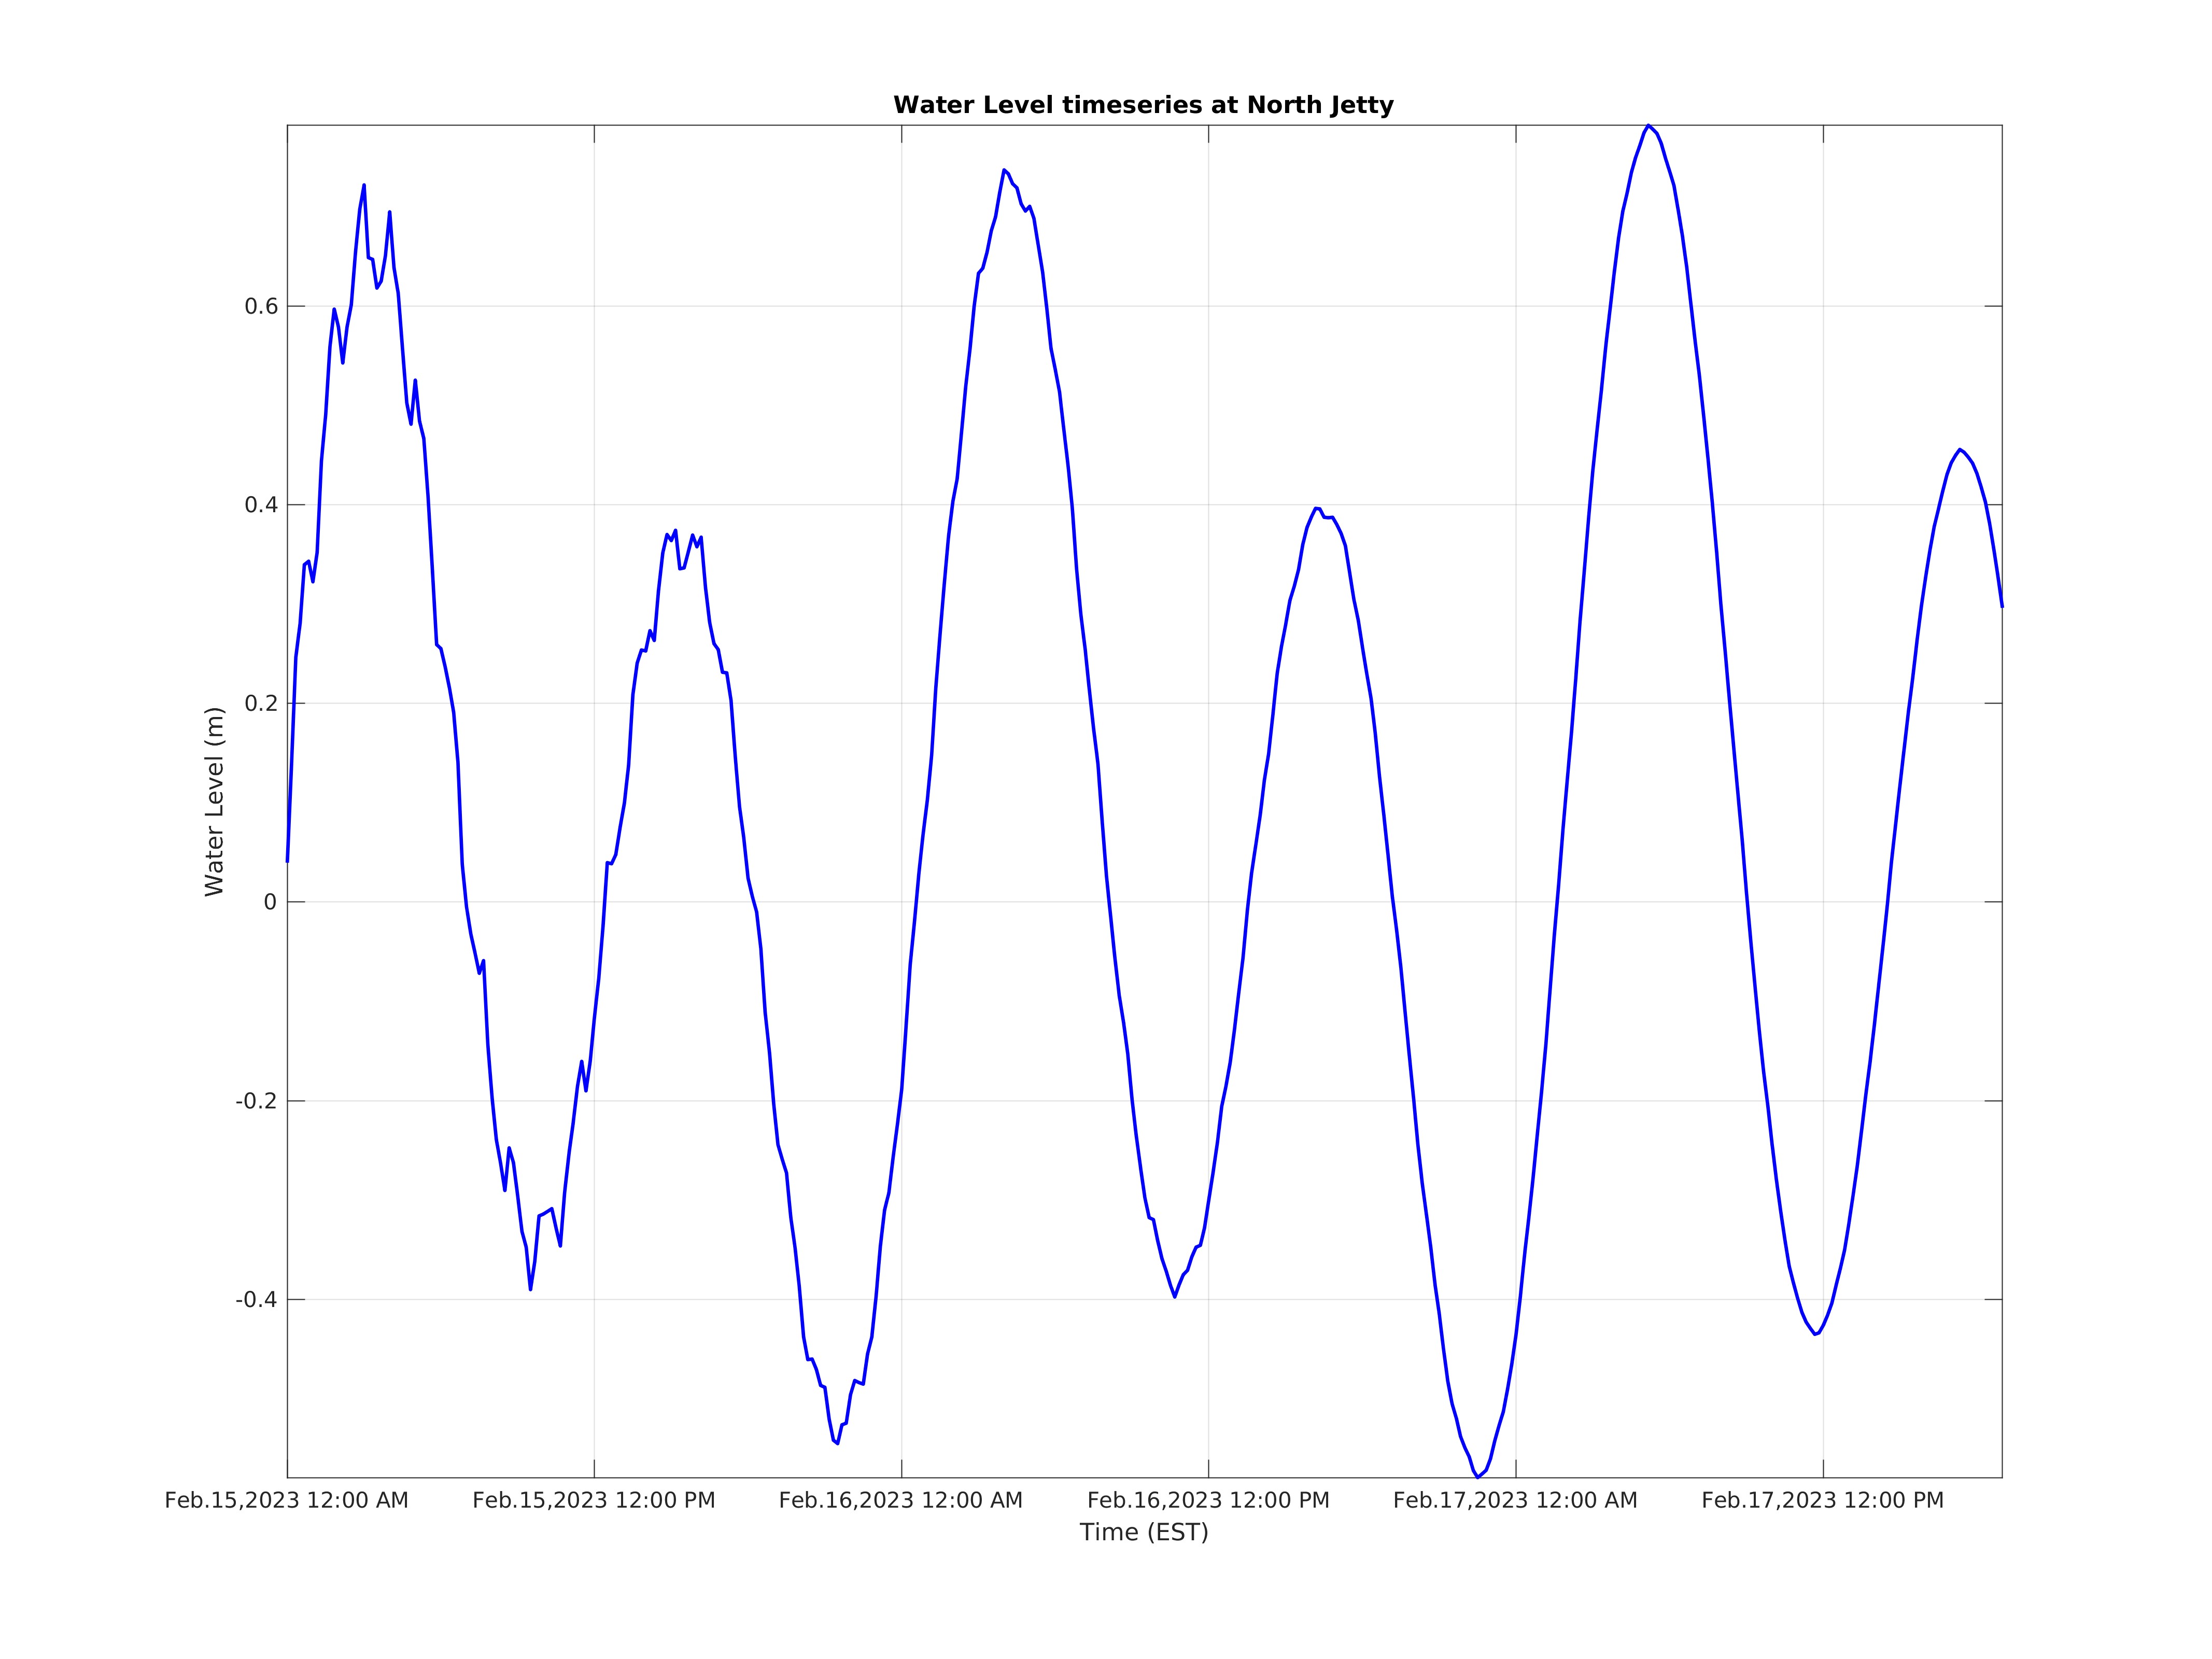 Water Level timeseries at North Jetty
0.6
0.4
0.2
0
-0.2
-0.4
Water Level (m)
Feb.15,2023 12:00 AM
Feb.15,2023 12:00 PM
Feb.16,2023 12:00 AM
Feb.16,2023 12:00 PM
Feb.17,2023 12:00 AM
Feb.17,2023 12:00 PM
Time (EST)